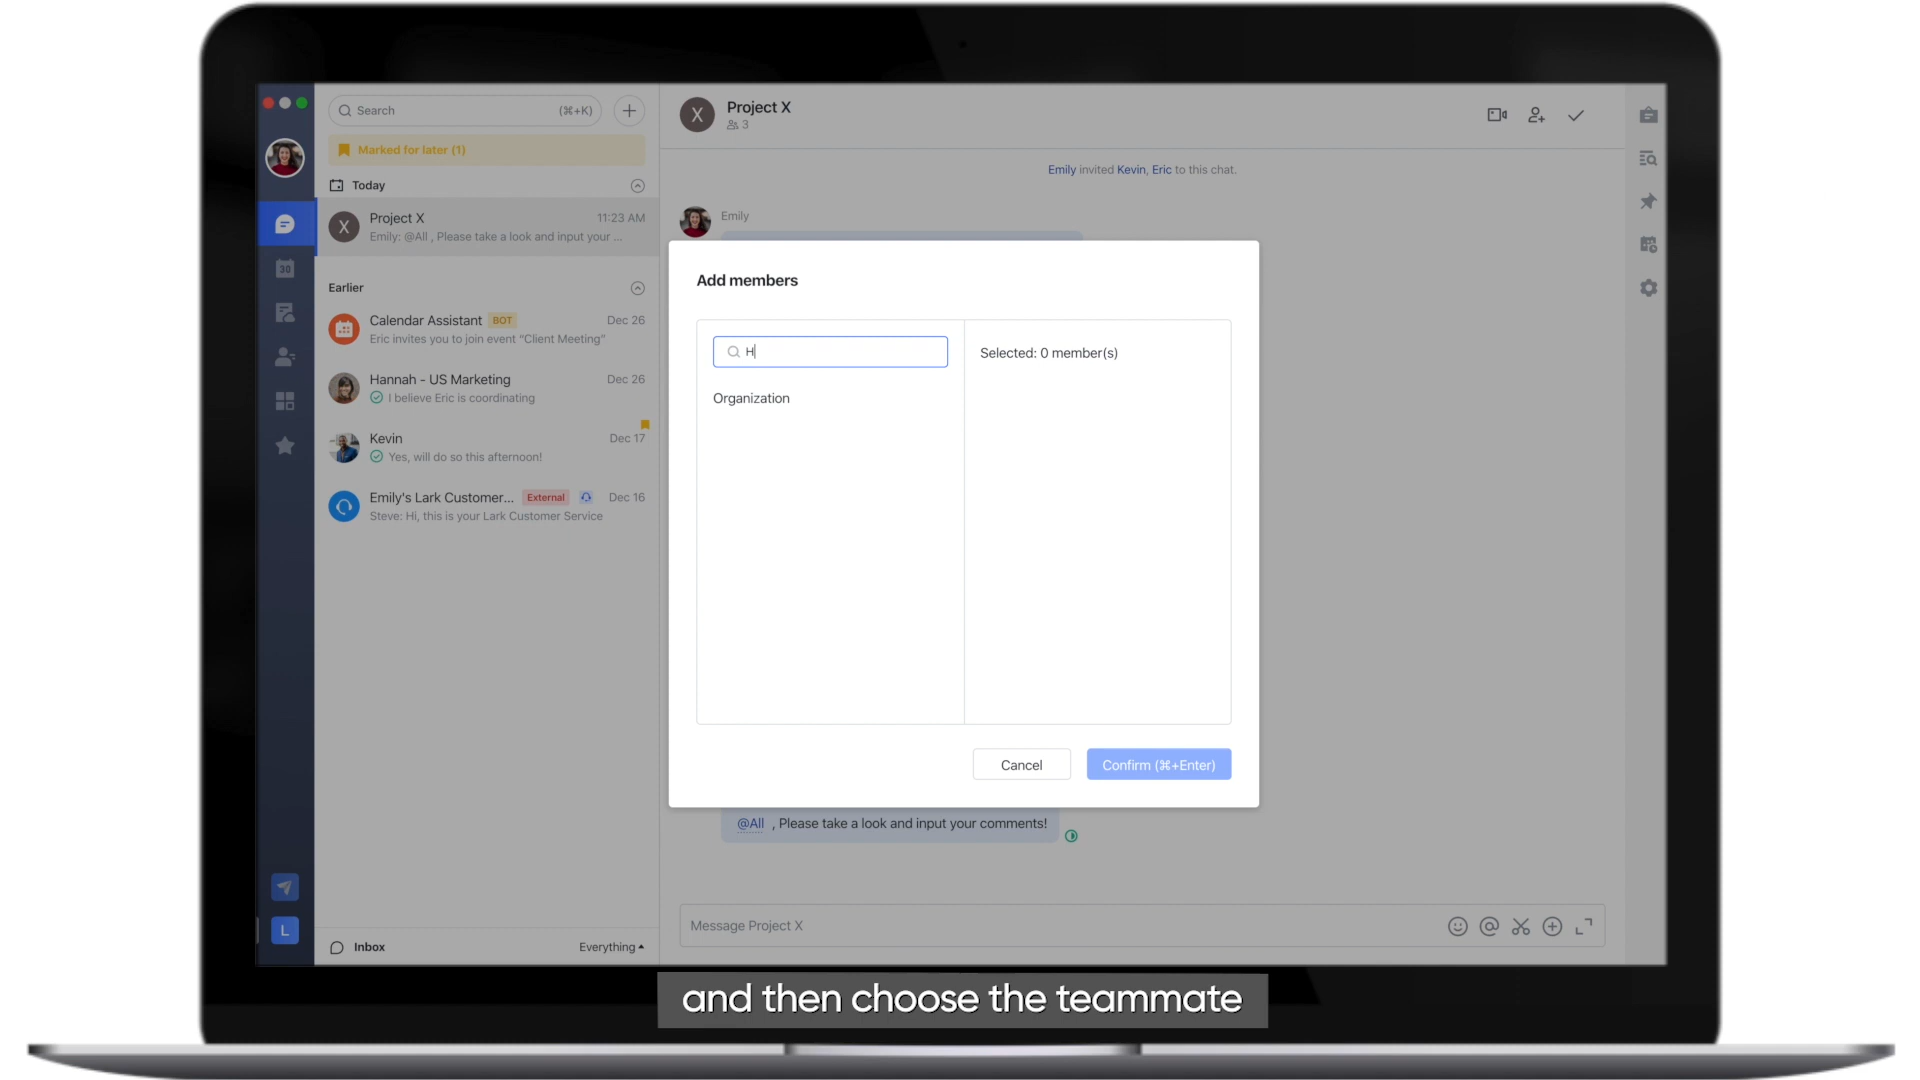 Search (⌘+K)
Marked for later (1)
Today
X Project X 11:23 AM
Emily: @All , Please take a look and input your ...
30
Earlier
Calendar Assistant BOT Dec 26
Eric invites you to join event “Client Meeting”
Hannah - US Marketing Dec 26
I believe Eric is coordinating
Kevin Dec 17
Yes, will do so this afternoon!
Emily's Lark Customer... External Dec 16
Steve: Hi, this is your Lark Customer Service
L
Inbox Everything
X Project X
3
Emily invited Kevin, Eric to this chat.
Emily
Add members
H
Selected: 0 member(s)
Organization
Cancel Confirm (⌘+Enter)
@All , Please take a look and input your comments!
Message Project X
and then choose the teammate